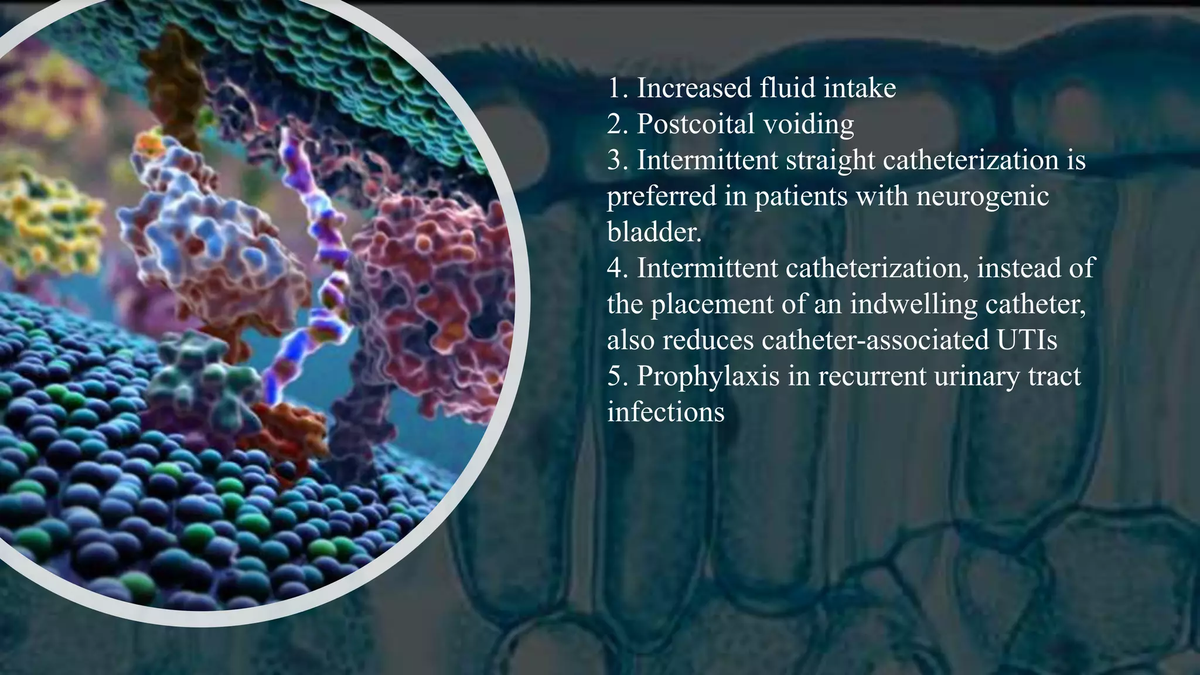 1. Increased fluid intake
2. Postcoital voiding
3. Intermittent straight catheterization is
preferred in patients with neurogenic
bladder.
4. Intermittent catheterization, instead of
the placement of an indwelling catheter,
also reduces catheter-associated UTIs
5. Prophylaxis in recurrent urinary tract
infections